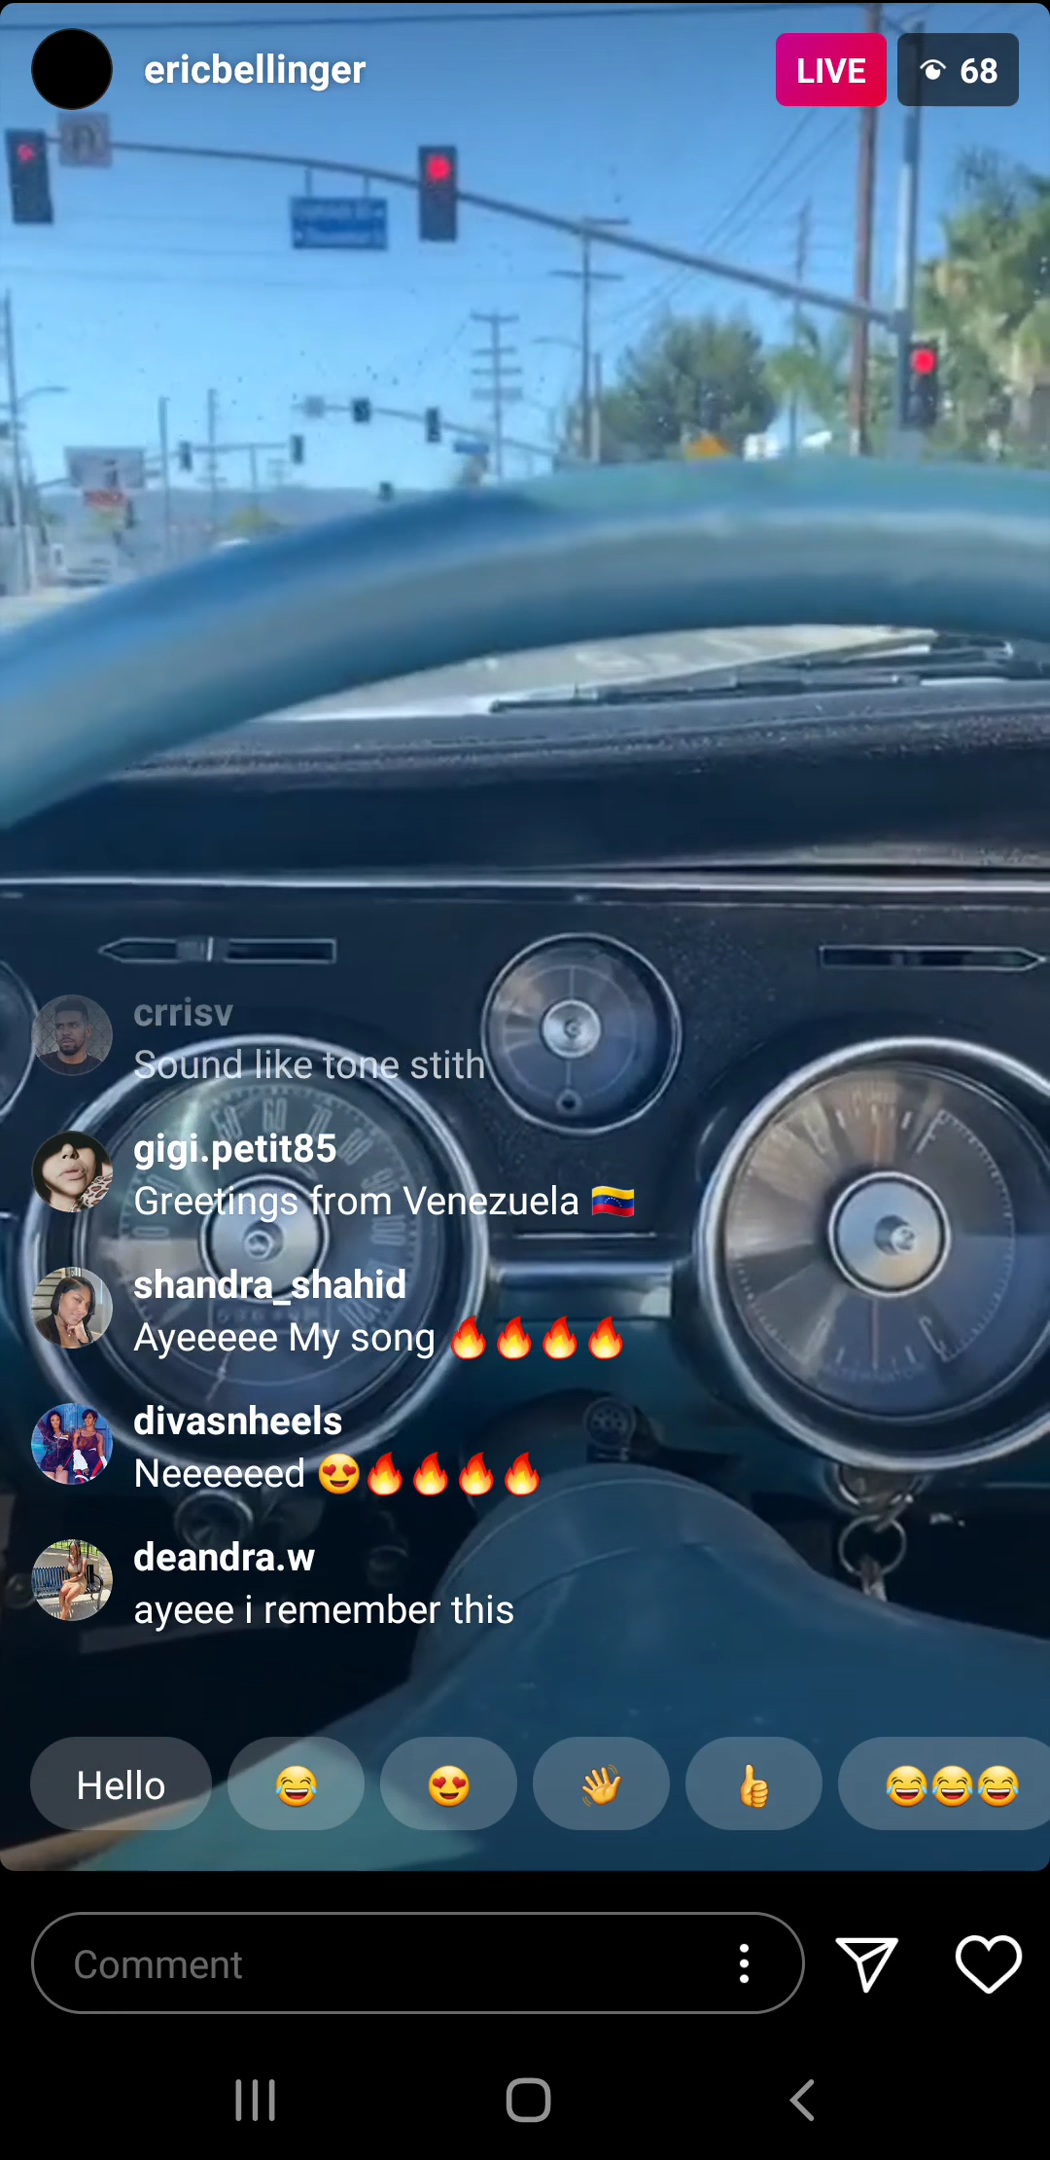 ericbellinger
LIVE
68
crrisv
Sound like tone stith
gigi.petit85
Greetings from Venezuela 🇻🇪
shandra_shahid
Ayeeeee My song 🔥🔥🔥🔥
divasnheels
Neeeeeed 😍🔥🔥🔥🔥
deandra.w
ayeee i remember this
Hello
😂
😍
👋
👍
😂😂😂
Comment